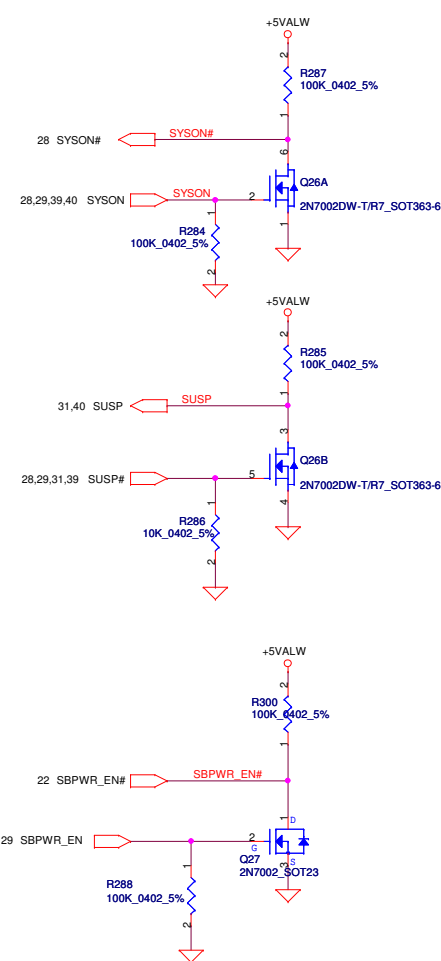 +5VALW
2
R287
100K_0402_5%
1
28 SYSON#
SYSON#
6
Q26A
28,29,39,40 SYSON
SYSON
2
2N7002DW-T/R7_SOT363-6
1
1
R284
100K_0402_5%
2
+5VALW
2
R285
100K_0402_5%
1
31,40 SUSP
SUSP
3
Q26B
28,29,31,39 SUSP#
5
2N7002DW-T/R7_SOT363-6
4
1
R286
10K_0402_5%
2
+5VALW
2
R300
100K_0402_5%
1
22 SBPWR_EN#
SBPWR_EN#
1
D
29 SBPWR_EN
2
G
Q27
S
3
2N7002_SOT23
1
R288
100K_0402_5%
2